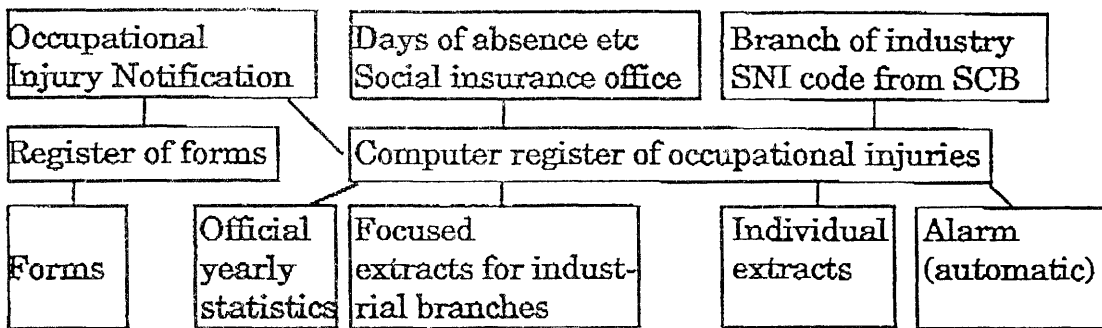 Occupational
Injury Notification
Days of absence etc
Social insurance office
Branch of industry
SNI code from SCB
Register of forms
Computer register of occupational injuries
Forms
Official
yearly
statistics
Focused
extracts for indust-
rial branches
Individual
extracts
Alarm
(automatic)